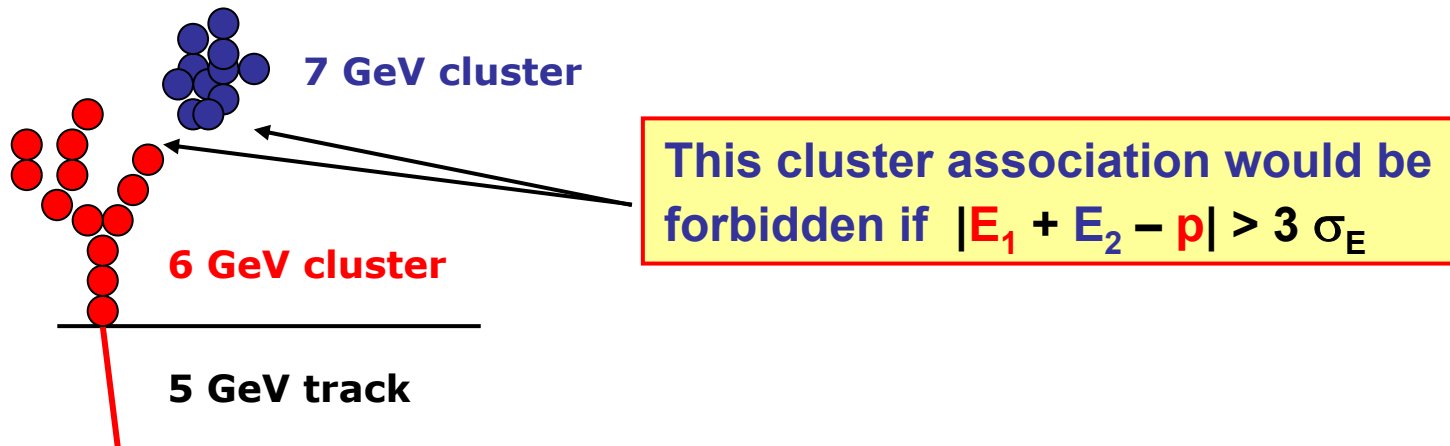 7 GeV cluster
This cluster association would be
forbidden if |E₁ + E₂ – p| > 3 σ_E
6 GeV cluster
5 GeV track